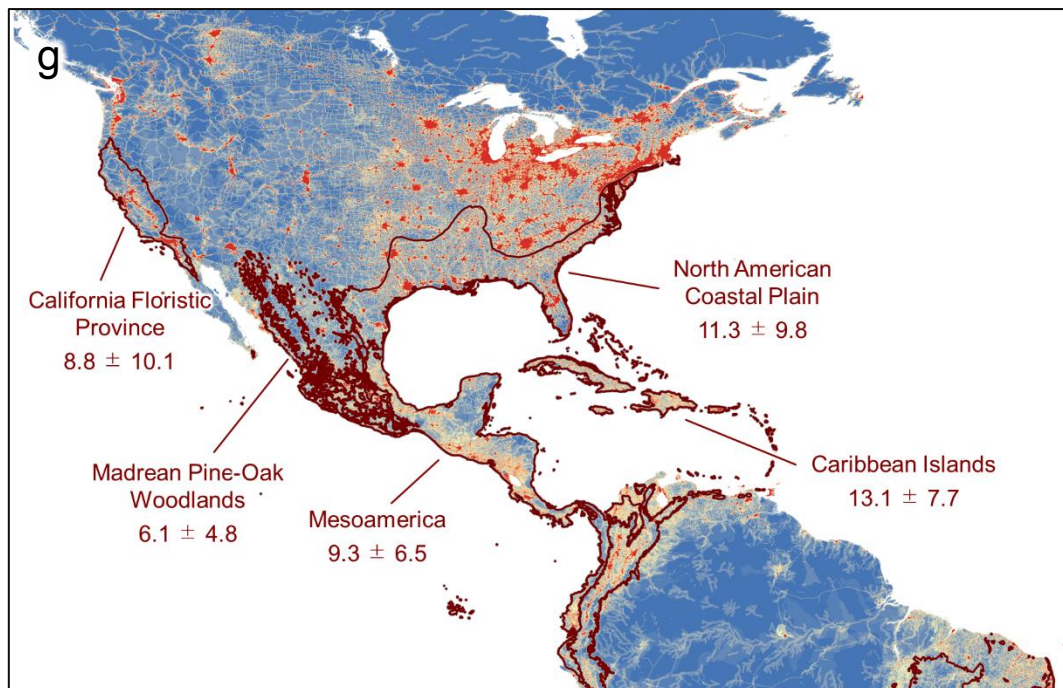 g
California Floristic
Province
8.8 ± 10.1
Madrean Pine-Oak
Woodlands
6.1 ± 4.8
Mesoamerica
9.3 ± 6.5
North American
Coastal Plain
11.3 ± 9.8
Caribbean Islands
13.1 ± 7.7